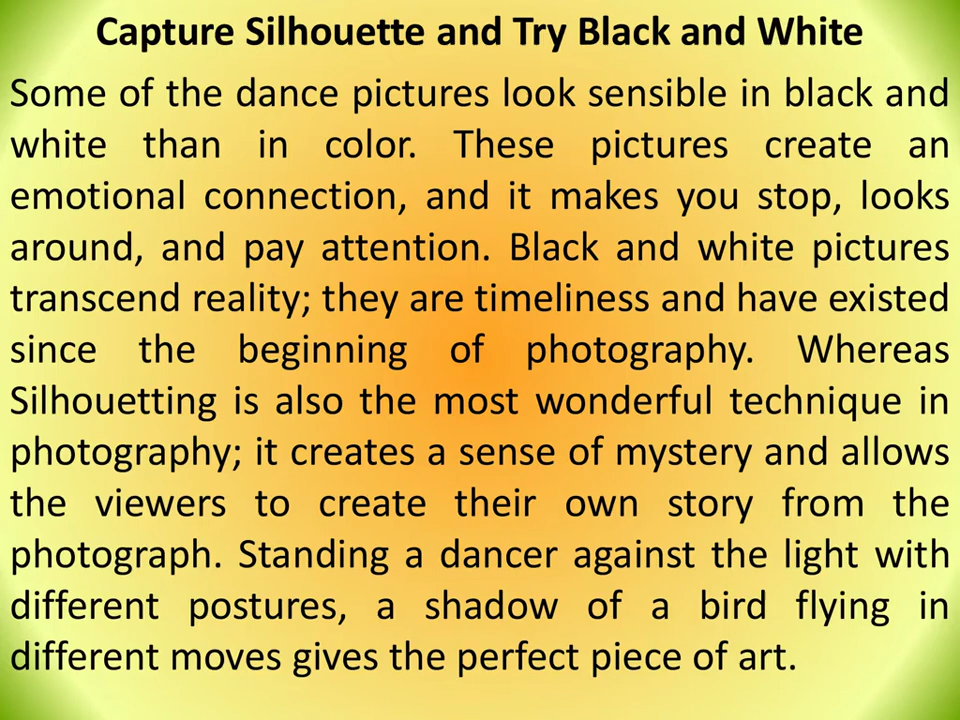 Capture Silhouette and Try Black and White
Some of the dance pictures look sensible in black and
white than in color. These pictures create an
emotional connection, and it makes you stop, looks
around, and pay attention. Black and white pictures
transcend reality; they are timeliness and have existed
since the beginning of photography. Whereas
Silhouetting is also the most wonderful technique in
photography; it creates a sense of mystery and allows
the viewers to create their own story from the
photograph. Standing a dancer against the light with
different postures, a shadow of a bird flying in
different moves gives the perfect piece of art.